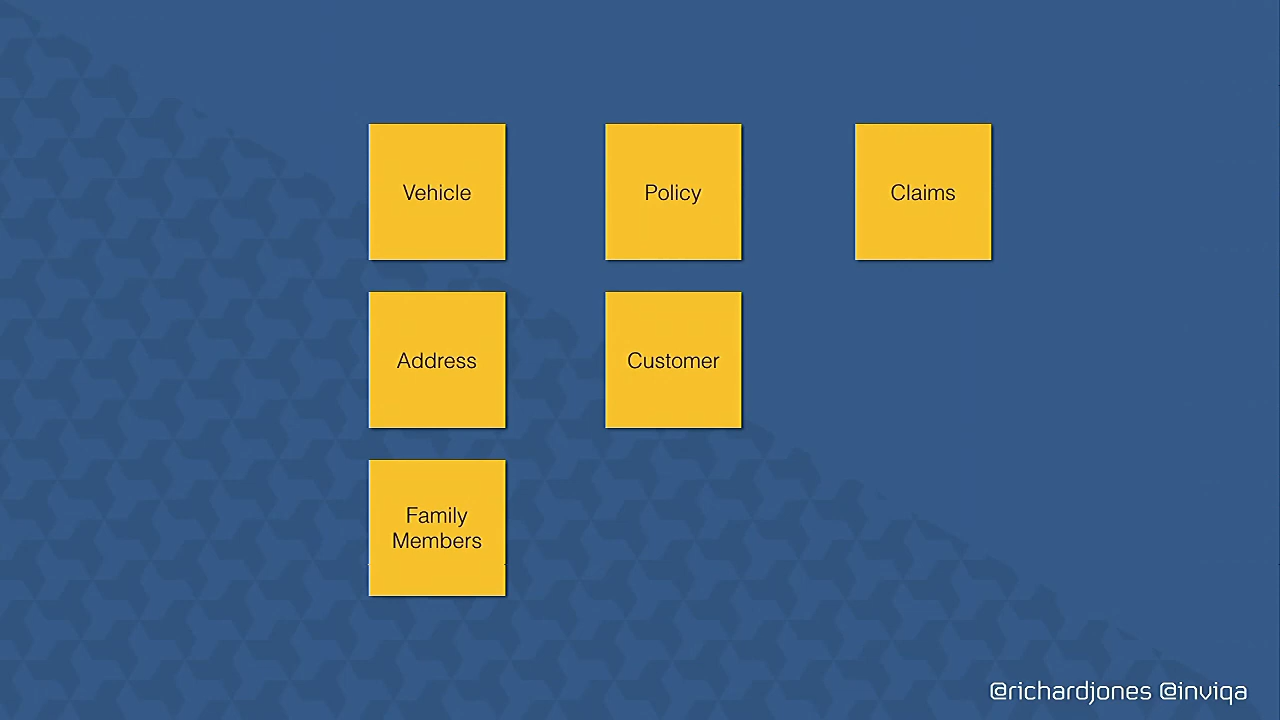 Vehicle
Policy
Claims
Address
Customer
Family
Members
@richardjones @inviqa